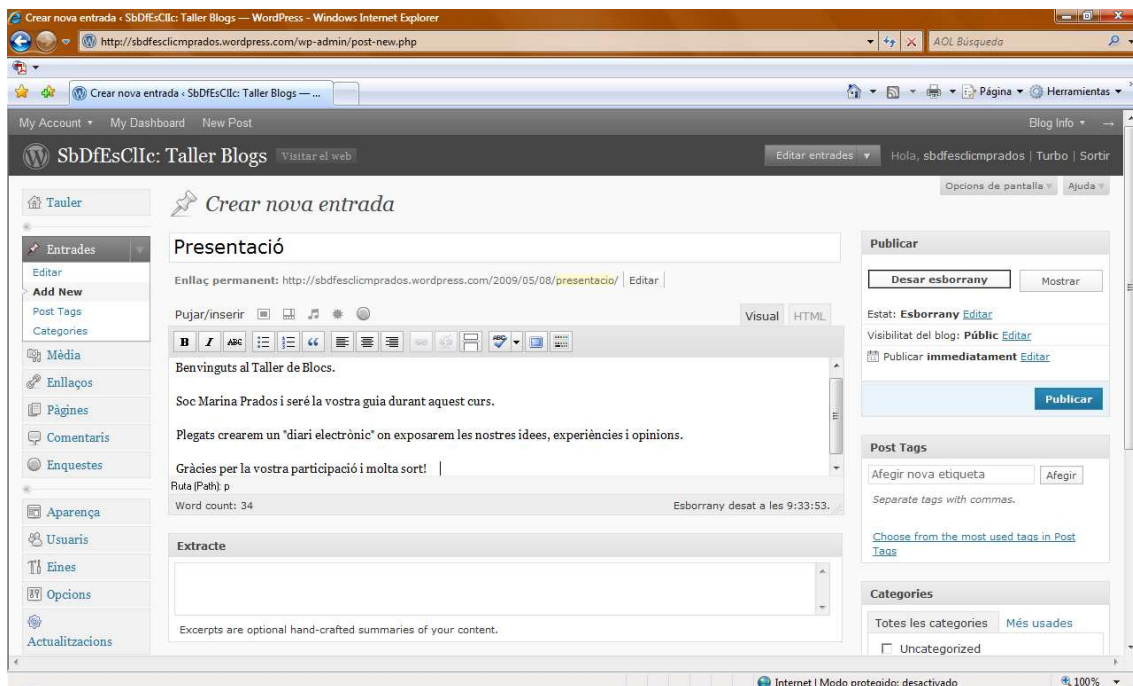 Crear nova entrada ‹ SbDfEsClIc: Taller Blogs — WordPress - Windows Internet Explorer
http://sbdfesclicmprados.wordpress.com/wp-admin/post-new.php
AOL Búsqueda
Crear nova entrada ‹ SbDfEsClIc: Taller Blogs — ...
Página
Herramientas
My Account
My Dashboard
New Post
Blog Info
SbDfEsClIc: Taller Blogs
Visitar el web
Editar entrades
Hola, sbdfesclicmprados | Turbo | Sortir
Opcions de pantalla
Ajuda
Tauler
Entrades
Editar
Add New
Post Tags
Categories
Mèdia
Enllaços
Pàgines
Comentaris
Enquestes
Aparença
Usuaris
Eines
Opcions
Actualitzacions
Crear nova entrada
Presentació
Enllaç permanent: http://sbdfesclicmprados.wordpress.com/2009/05/08/presentacio/ Editar
Pujar/inserir
Visual
HTML
B I ABC
ABC
Benvinguts al Taller de Blocs.
Soc Marina Prados i seré la vostra guia durant aquest curs.
Plegats crearem un "diari electrònic" on exposarem les nostres idees, experiències i opinions.
Gràcies per la vostra participació i molta sort!
Ruta (Path): p
Word count: 34
Esborrany desat a les 9:33:53.
Extracte
Excerpts are optional hand-crafted summaries of your content.
Publicar
Desar esborrany
Mostrar
Estat: Esborrany Editar
Visibilitat del blog: Públic Editar
Publicar immediatament Editar
Publicar
Post Tags
Afegir nova etiqueta
Afegir
Separate tags with commas.
Choose from the most used tags in Post
Tags
Categories
Totes les categories
Més usades
Uncategorized
Internet | Modo protegido: desactivado
100%